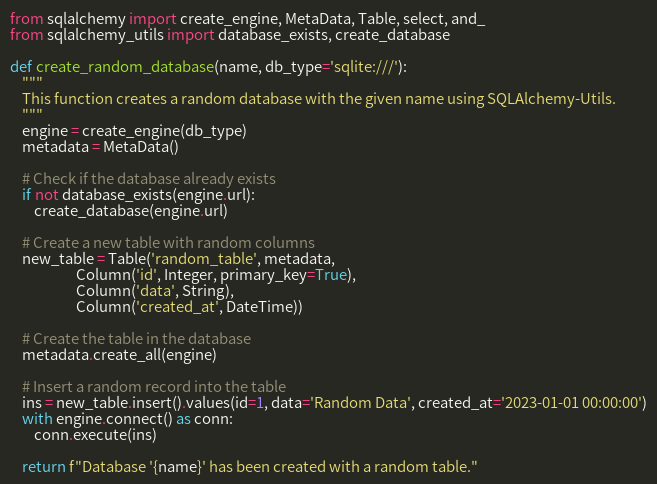 from sqlalchemy import create_engine, MetaData, Table, select, and_
from sqlalchemy_utils import database_exists, create_database

def create_random_database(name, db_type='sqlite:///'):
    """
    This function creates a random database with the given name using SQLAlchemy-Utils.
    """
    engine = create_engine(db_type)
    metadata = MetaData()

    # Check if the database already exists
    if not database_exists(engine.url):
        create_database(engine.url)

    # Create a new table with random columns
    new_table = Table('random_table', metadata,
                      Column('id', Integer, primary_key=True),
                      Column('data', String),
                      Column('created_at', DateTime))

    # Create the table in the database
    metadata.create_all(engine)

    # Insert a random record into the table
    ins = new_table.insert().values(id=1, data='Random Data', created_at='2023-01-01 00:00:00')
    with engine.connect() as conn:
        conn.execute(ins)

    return f"Database '{name}' has been created with a random table."